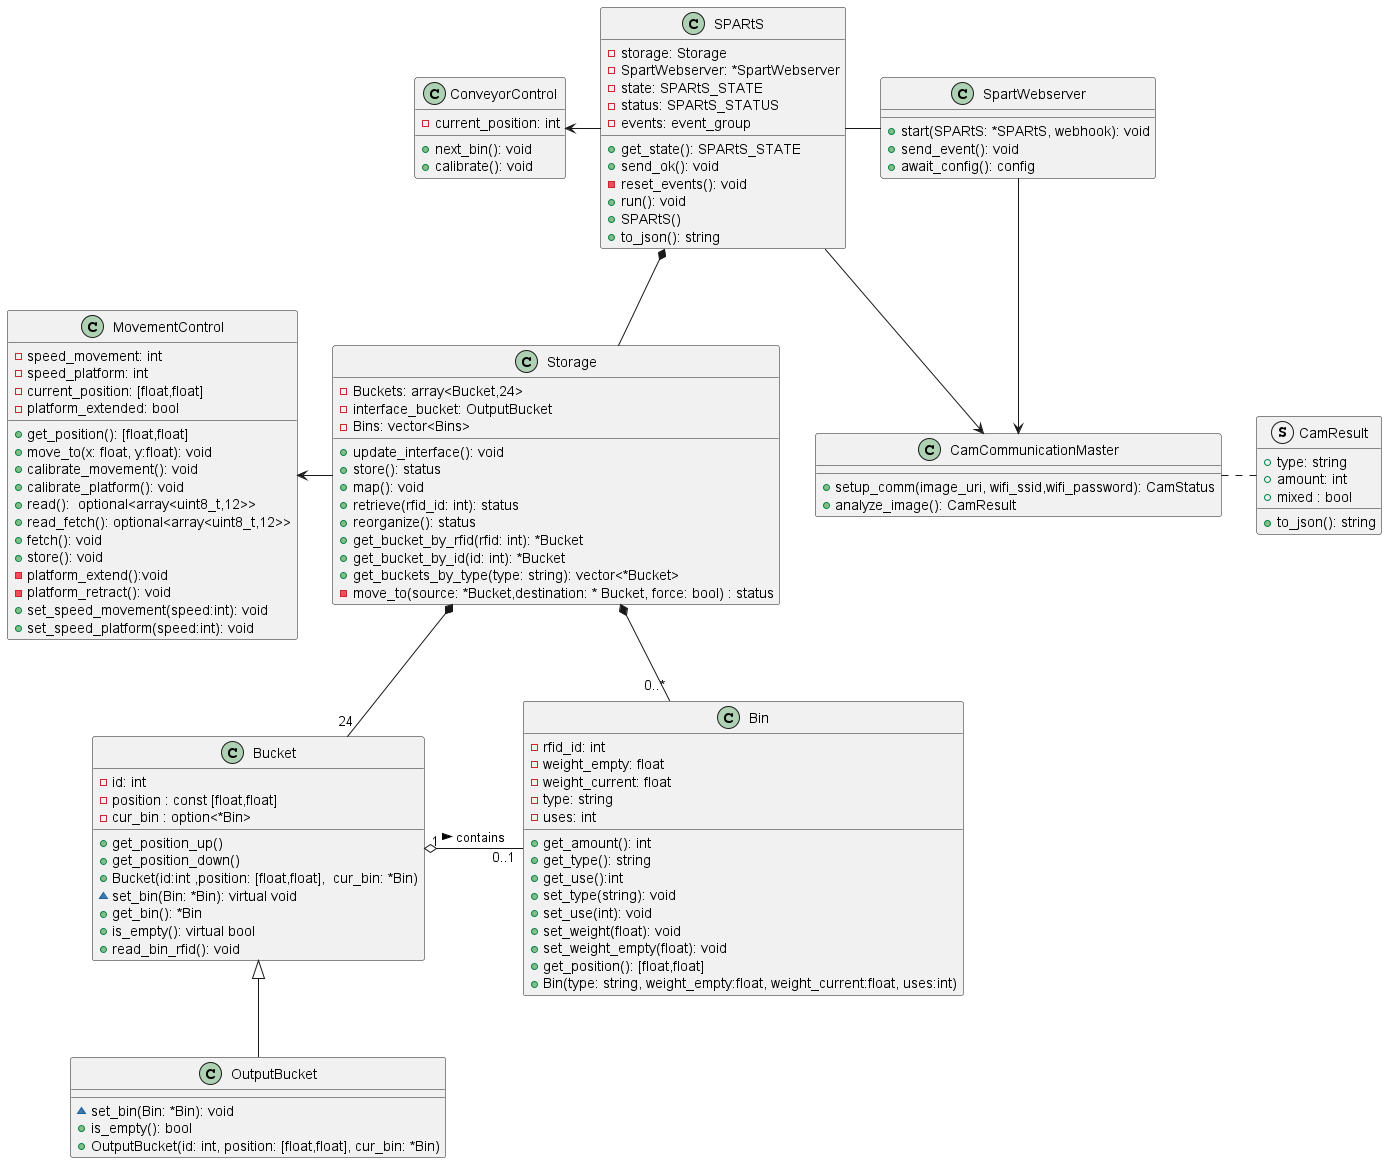 C SPARtS
storage: Storage
SpartWebserver: *SpartWebserver
state: SPARtS_STATE
status: SPARtS_STATUS
events: event_group
get_state(): SPARtS_STATE
send_ok(): void
reset_events(): void
run(): void
SPARtS()
to_json(): string
C ConveyorControl
current_position: int
next_bin(): void
calibrate(): void
C SpartWebserver
start(SPARtS: *SPARtS, webhook): void
send_event(): void
await_config(): config
C MovementControl
speed_movement: int
speed_platform: int
current_position: [float,float]
platform_extended: bool
get_position(): [float,float]
move_to(x: float, y:float): void
calibrate_movement(): void
calibrate_platform(): void
read():  optional<array<uint8_t,12>>
read_fetch(): optional<array<uint8_t,12>>
fetch(): void
store(): void
platform_extend():void
platform_retract(): void
set_speed_movement(speed:int): void
set_speed_platform(speed:int): void
C Storage
Buckets: array<Bucket,24>
interface_bucket: OutputBucket
Bins: vector<Bins>
update_interface(): void
store(): status
map(): void
retrieve(rfid_id: int): status
reorganize(): status
get_bucket_by_rfid(rfid: int): *Bucket
get_bucket_by_id(id: int): *Bucket
get_buckets_by_type(type: string): vector<*Bucket>
move_to(source: *Bucket,destination: * Bucket, force: bool) : status
C CamCommunicationMaster
setup_comm(image_uri, wifi_ssid,wifi_password): CamStatus
analyze_image(): CamResult
S CamResult
type: string
amount: int
mixed : bool
to_json(): string
24
0..*
C Bucket
id: int
position : const [float,float]
cur_bin : option<*Bin>
get_position_up()
get_position_down()
Bucket(id:int ,position: [float,float],  cur_bin: *Bin)
set_bin(Bin: *Bin): virtual void
get_bin(): *Bin
is_empty(): virtual bool
read_bin_rfid(): void
1 contains
0..1
C Bin
rfid_id: int
weight_empty: float
weight_current: float
type: string
uses: int
get_amount(): int
get_type(): string
get_use():int
set_type(string): void
set_use(int): void
set_weight(float): void
set_weight_empty(float): void
get_position(): [float,float]
Bin(type: string, weight_empty:float, weight_current:float, uses:int)
C OutputBucket
set_bin(Bin: *Bin): void
is_empty(): bool
OutputBucket(id: int, position: [float,float], cur_bin: *Bin)